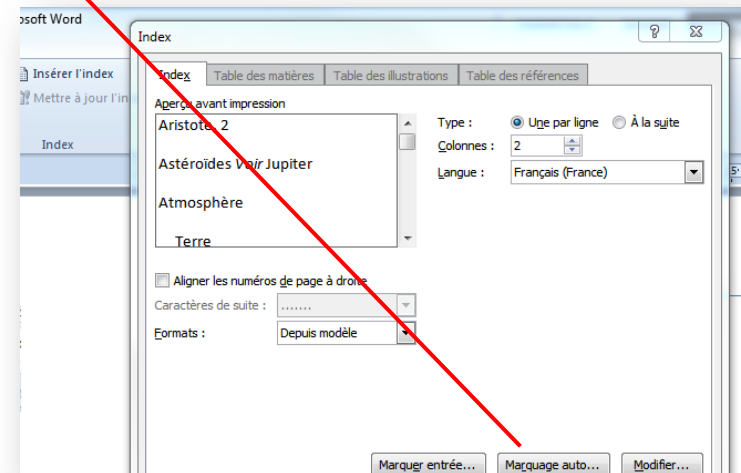 osoft Word
Index
Insérer l'index
Mettre à jour l'in
Index
Index Table des matières Table des illustrations Table des références
Aperçu avant impression
Aristote, 2
Astéroïdes Voir Jupiter
Atmosphère
Terre
Type : Une par ligne À la suite
Colonnes : 2
Langue : Français (France)
Aligner les numéros de page à droite
Caractères de suite : .......
Formats : Depuis modèle
Marquer entrée... Marquage auto... Modifier...
5